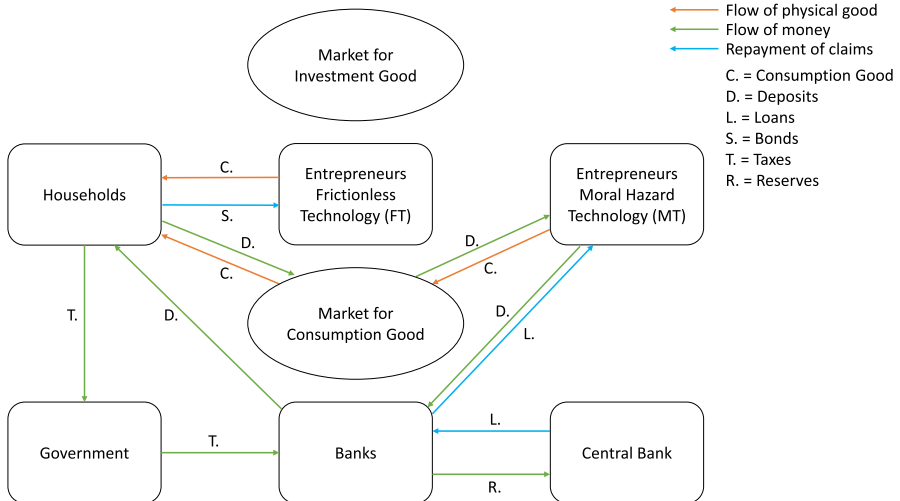 Flow of physical good
Flow of money
Repayment of claims
C. = Consumption Good
D. = Deposits
L. = Loans
S. = Bonds
T. = Taxes
R. = Reserves
Market for
Investment Good
Households
C.
S.
Entrepreneurs
Frictionless
Technology (FT)
Entrepreneurs
Moral Hazard
Technology (MT)
D.
C.
D.
C.
Market for
Consumption Good
T.
D.
D.
L.
Government
T.
Banks
L.
R.
Central Bank